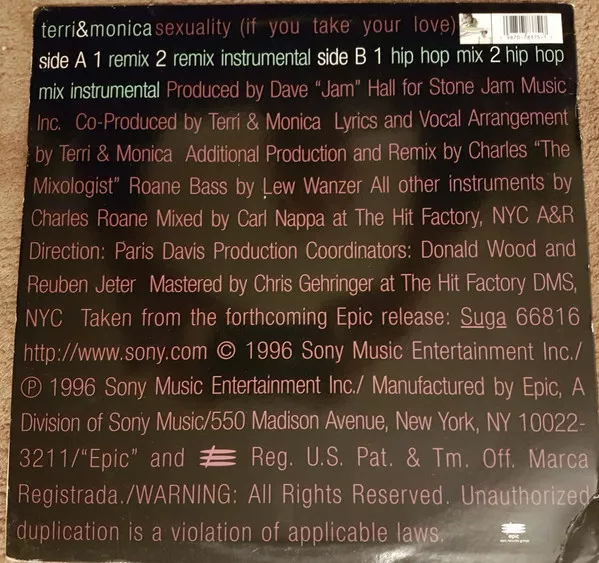 terri&monica sexuality (if you take your love)
side A 1 remix 2 remix instrumental side B 1 hip hop mix 2 hip hop
mix instrumental Produced by Dave "Jam" Hall for Stone Jam Music
Inc. Co-Produced by Terri & Monica Lyrics and Vocal Arrangement
by Terri & Monica Additional Production and Remix by Charles "The
Mixologist" Roane Bass by Lew Wanzer All other instruments by
Charles Roane Mixed by Carl Nappa at The Hit Factory, NYC A&R
Direction: Paris Davis Production Coordinators: Donald Wood and
Reuben Jeter Mastered by Chris Gehringer at The Hit Factory DMS,
NYC Taken from the forthcoming Epic release: Suga 66816
http://www.sony.com © 1996 Sony Music Entertainment Inc./
℗ 1996 Sony Music Entertainment Inc./ Manufactured by Epic, A
Division of Sony Music/550 Madison Avenue, New York, NY 10022-
3211/"Epic" and Reg. U.S. Pat. & Tm. Off. Marca
Registrada./WARNING: All Rights Reserved. Unauthorized
duplication is a violation of applicable laws.
epic